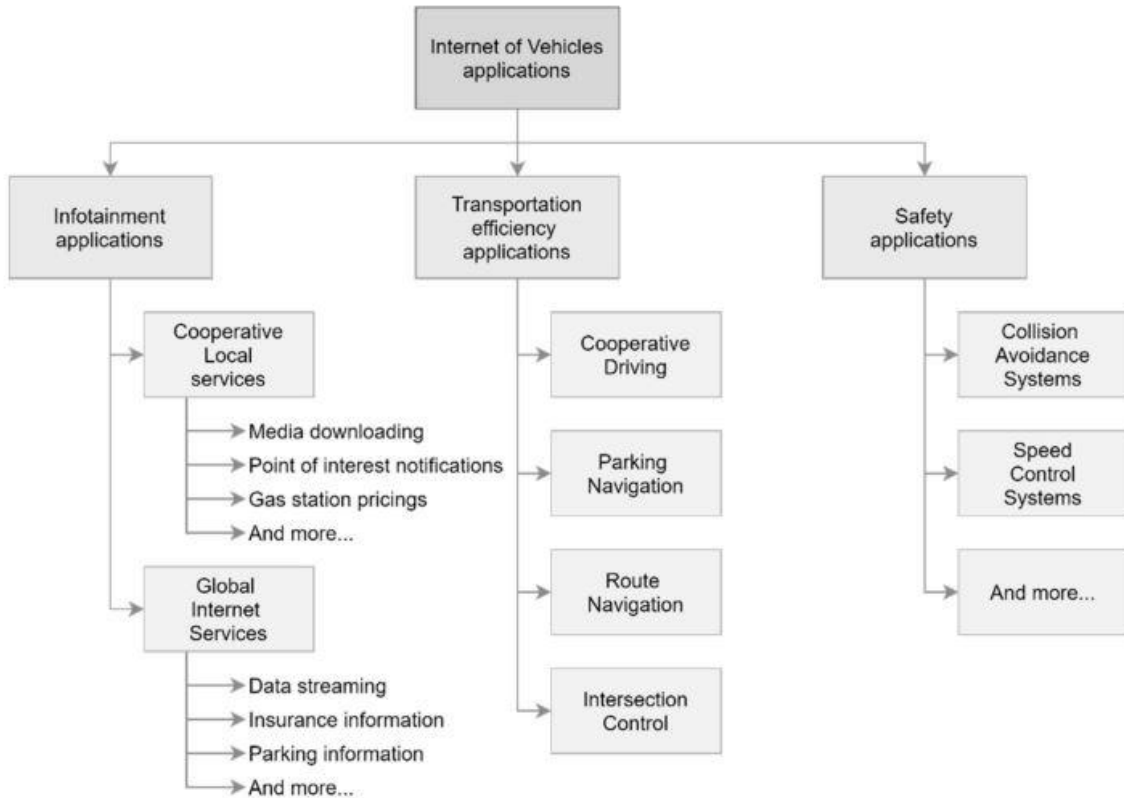 Internet of Vehicles
applications
Infotainment
applications
Transportation
efficiency
applications
Safety
applications
Cooperative
Local
services
Media downloading
Point of interest notifications
Gas station pricings
And more...
Global
Internet
Services
Data streaming
Insurance information
Parking information
And more...
Cooperative
Driving
Parking
Navigation
Route
Navigation
Intersection
Control
Collision
Avoidance
Systems
Speed
Control
Systems
And more...